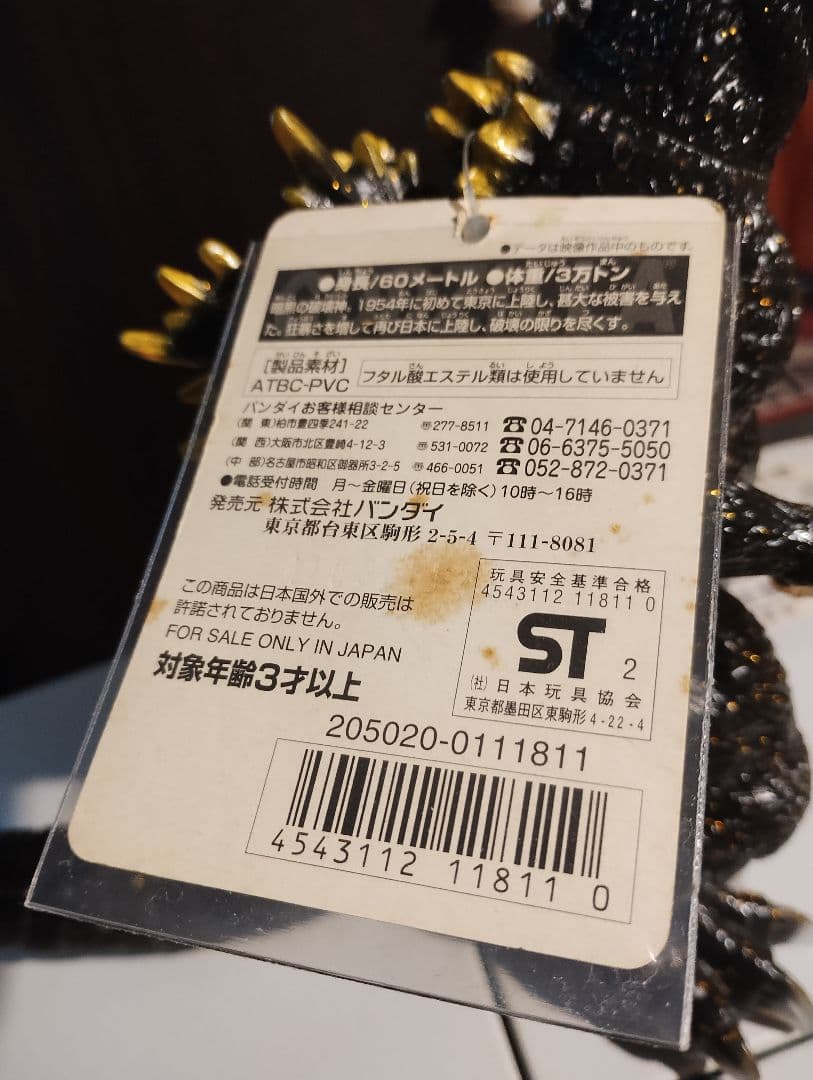 ●データは映像作品中のものです。
●身長/60メートル ●体重/3万トン
暗黒の破壊神。1954年に初めて東京に上陸し、甚大な被害を与え
た。狂暴さを増して再び日本に上陸し、破壊の限りを尽くす。
[製品素材]
ATBC-PVC
フタル酸エステル類は使用していません
バンダイお客様相談センター
(関 東)柏市豊四季241-22 〠277-8511 ☎04-7146-0371
(関 西)大阪市北区豊崎4-12-3 〠531-0072 ☎06-6375-5050
(中 部)名古屋市昭和区御器所3-2-5 〠466-0051 ☎052-872-0371
●電話受付時間 月〜金曜日(祝日を除く)10時〜16時
発売元 株式会社バンダイ
東京都台東区駒形 2-5-4 〒111-8081
この商品は日本国外での販売は
許諾されておりません。
FOR SALE ONLY IN JAPAN
対象年齢3才以上
玩具安全基準合格
4543112 11811 0
ST 2
(社)日本玩具協会
東京都墨田区東駒形4-22-4
205020-0111811
4543112 11811 0